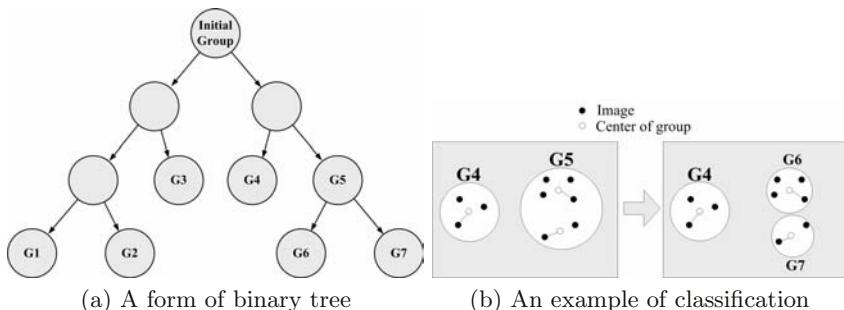 Initial
Group
G3
G4
G5
G1
G2
G6
G7
(a) A form of binary tree
Image
Center of group
G4
G5
G4
G6
G7
(b) An example of classification